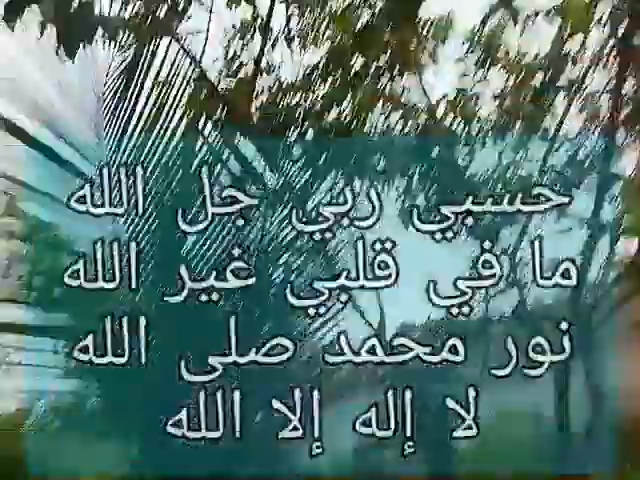 حسبي ربي جل الله
ما في قلبي غير الله
نور محمد صلى الله
لا إله إلا الله